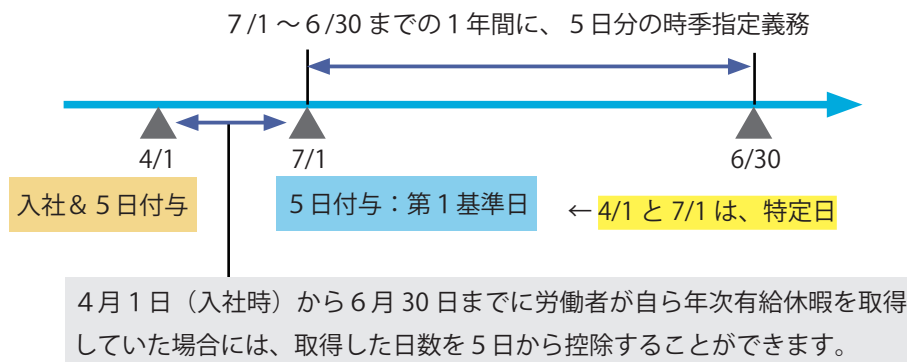 7/1～6/30までの1年間に、5日分の時季指定義務
4/1
7/1
6/30
入社＆5日付与
5日付与：第1基準日
←4/1と7/1は、特定日
4月1日（入社時）から6月30日までに労働者が自ら年次有給休暇を取得
していた場合には、取得した日数を5日から控除することができます。